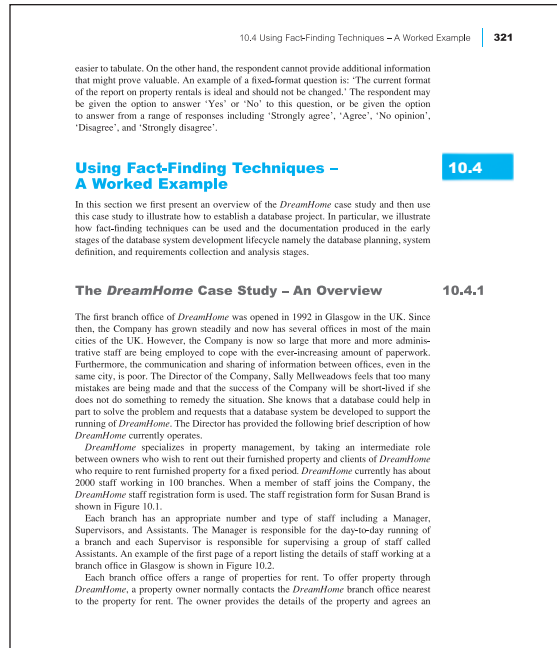 10.4 Using Fact-Finding Techniques – A Worked Example | 321
easier to tabulate. On the other hand, the respondent cannot provide additional information
that might prove valuable. An example of a fixed-format question is: ‘The current format
of the report on property rentals is ideal and should not be changed.’ The respondent may
be given the option to answer ‘Yes’ or ‘No’ to this question, or be given the option
to answer from a range of responses including ‘Strongly agree’, ‘Agree’, ‘No opinion’,
‘Disagree’, and ‘Strongly disagree’.
Using Fact-Finding Techniques –
A Worked Example
10.4
In this section we first present an overview of the DreamHome case study and then use
this case study to illustrate how to establish a database project. In particular, we illustrate
how fact-finding techniques can be used and the documentation produced in the early
stages of the database system development lifecycle namely the database planning, system
definition, and requirements collection and analysis stages.
The DreamHome Case Study – An Overview 10.4.1
The first branch office of DreamHome was opened in 1992 in Glasgow in the UK. Since
then, the Company has grown steadily and now has several offices in most of the main
cities of the UK. However, the Company is now so large that more and more adminis-
trative staff are being employed to cope with the ever-increasing amount of paperwork.
Furthermore, the communication and sharing of information between offices, even in the
same city, is poor. The Director of the Company, Sally Mellweadows feels that too many
mistakes are being made and that the success of the Company will be short-lived if she
does not do something to remedy the situation. She knows that a database could help in
part to solve the problem and requests that a database system be developed to support the
running of DreamHome. The Director has provided the following brief description of how
DreamHome currently operates.
DreamHome specializes in property management, by taking an intermediate role
between owners who wish to rent out their furnished property and clients of DreamHome
who require to rent furnished property for a fixed period. DreamHome currently has about
2000 staff working in 100 branches. When a member of staff joins the Company, the
DreamHome staff registration form is used. The staff registration form for Susan Brand is
shown in Figure 10.1.
Each branch has an appropriate number and type of staff including a Manager,
Supervisors, and Assistants. The Manager is responsible for the day-to-day running of
a branch and each Supervisor is responsible for supervising a group of staff called
Assistants. An example of the first page of a report listing the details of staff working at a
branch office in Glasgow is shown in Figure 10.2.
Each branch office offers a range of properties for rent. To offer property through
DreamHome, a property owner normally contacts the DreamHome branch office nearest
to the property for rent. The owner provides the details of the property and agrees an